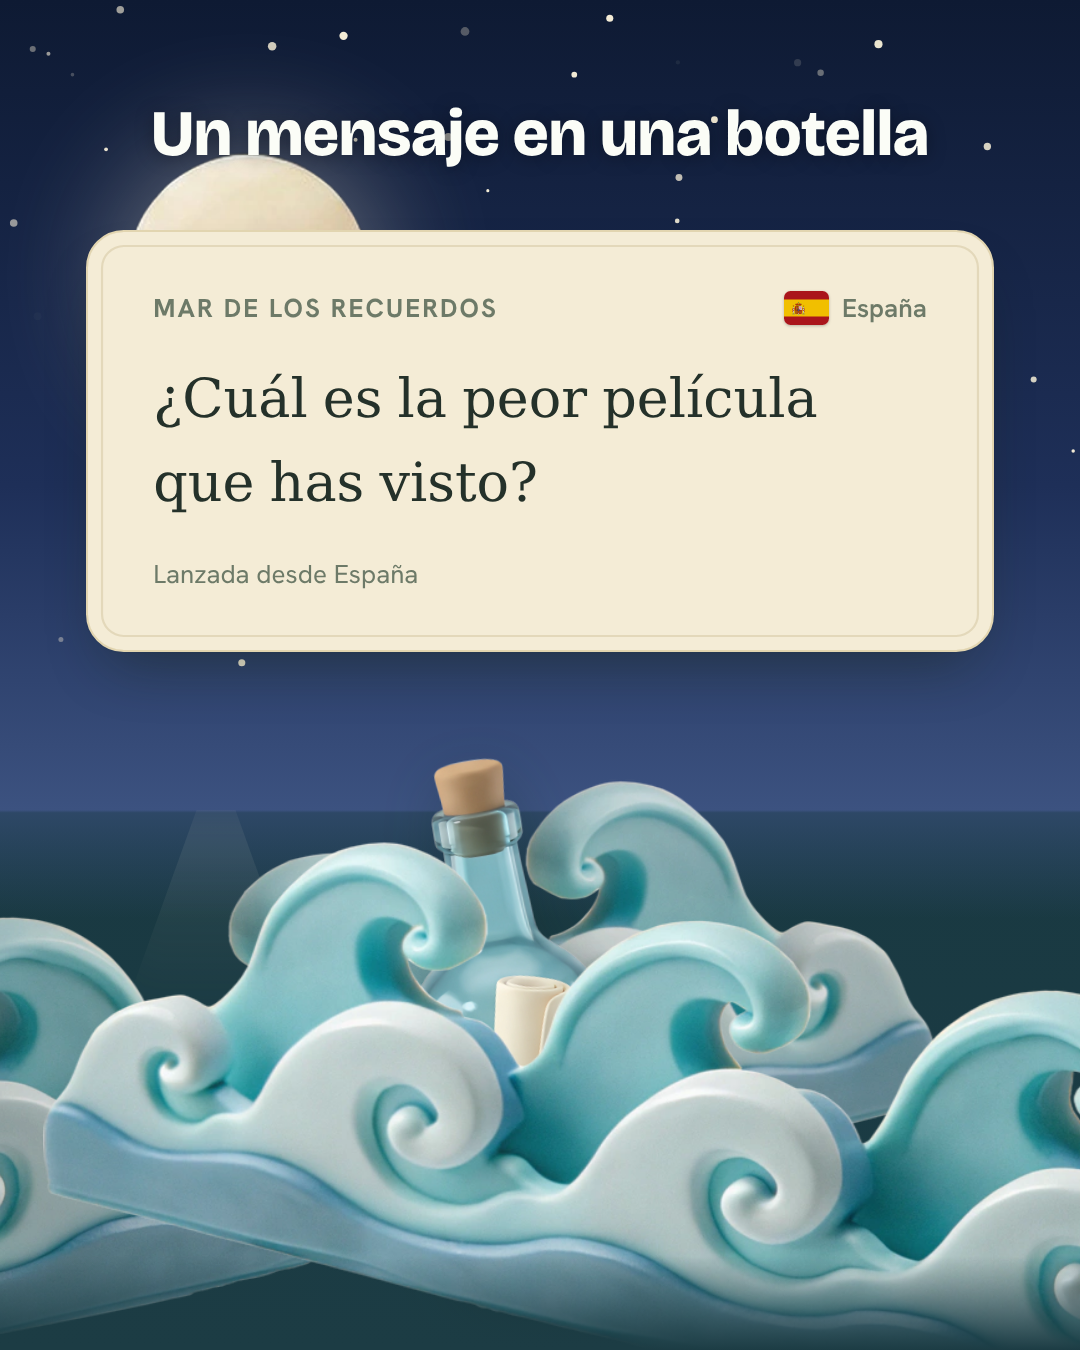 Un mensaje en una botella
MAR DE LOS RECUERDOS
España
¿Cuál es la peor película
que has visto?
Lanzada desde España